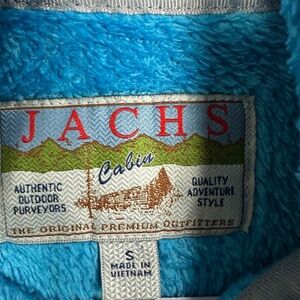 JACHS
Cabin
AUTHENTIC
OUTDOOR
PURVEYORS
QUALITY
ADVENTURE
STYLE
THE ORIGINAL PREMIUM OUTFITTERS
S
MADE IN
VIETNAM